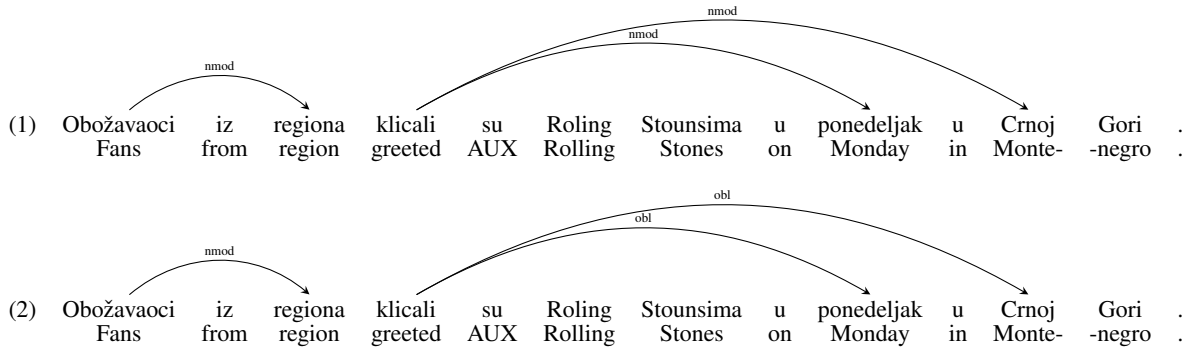 nmod
nmod
nmod
(1) Obožavaoci iz regiona klicali su Roling Stounsima u ponedeljak u Crnoj Gori .
Fans from region greeted AUX Rolling Stones on Monday in Monte- -negro .
obl
obl
nmod
(2) Obožavaoci iz regiona klicali su Roling Stounsima u ponedeljak u Crnoj Gori .
Fans from region greeted AUX Rolling Stones on Monday in Monte- -negro .